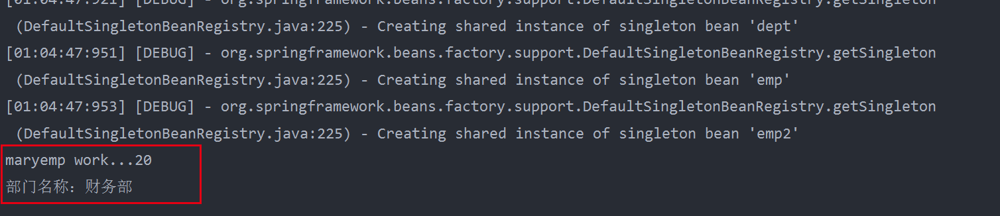 [01:04:47:921] [DEBUG] - org.springframework.beans.factory.support.DefaultSingletonBeanRegistry.getSingleton
(DefaultSingletonBeanRegistry.java:225) - Creating shared instance of singleton bean 'dept'
[01:04:47:951] [DEBUG] - org.springframework.beans.factory.support.DefaultSingletonBeanRegistry.getSingleton
(DefaultSingletonBeanRegistry.java:225) - Creating shared instance of singleton bean 'emp'
[01:04:47:953] [DEBUG] - org.springframework.beans.factory.support.DefaultSingletonBeanRegistry.getSingleton
(DefaultSingletonBeanRegistry.java:225) - Creating shared instance of singleton bean 'emp2'
maryemp work...20
部门名称：财务部